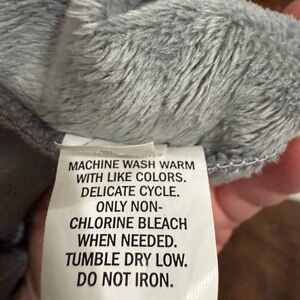 MACHINE WASH WARM
WITH LIKE COLORS.
DELICATE CYCLE.
ONLY NON-
CHLORINE BLEACH
WHEN NEEDED.
TUMBLE DRY LOW.
DO NOT IRON.